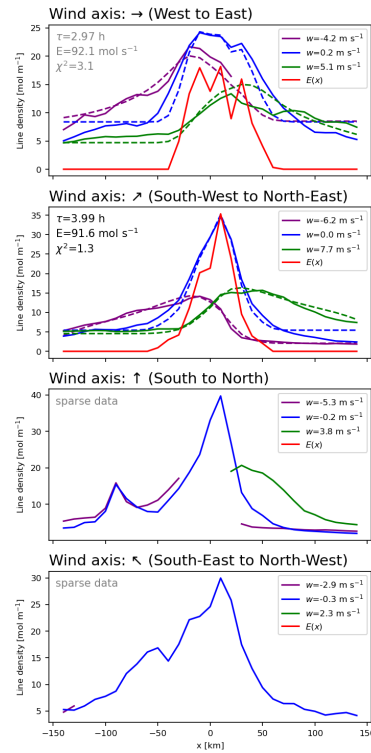 Wind axis: → (West to East)
τ=2.97 h
E=92.1 mol s⁻¹
χ²=3.1
w=-4.2 m s⁻¹
w=0.2 m s⁻¹
w=5.1 m s⁻¹
E(x)
Line density [mol m⁻¹]
25
20
15
10
5
0
Wind axis: ↗ (South-West to North-East)
τ=3.99 h
E=91.6 mol s⁻¹
χ²=1.3
w=-6.2 m s⁻¹
w=0.0 m s⁻¹
w=7.7 m s⁻¹
E(x)
Line density [mol m⁻¹]
35
30
25
20
15
10
5
0
Wind axis: ↑ (South to North)
sparse data
w=-5.3 m s⁻¹
w=-0.2 m s⁻¹
w=3.8 m s⁻¹
E(x)
Line density [mol m⁻¹]
40
30
20
10
Wind axis: ↖ (South-East to North-West)
sparse data
w=-2.9 m s⁻¹
w=-0.3 m s⁻¹
w=2.3 m s⁻¹
E(x)
Line density [mol m⁻¹]
30
25
20
15
10
5
−150 −100 −50 0 50 100 150
x [km]